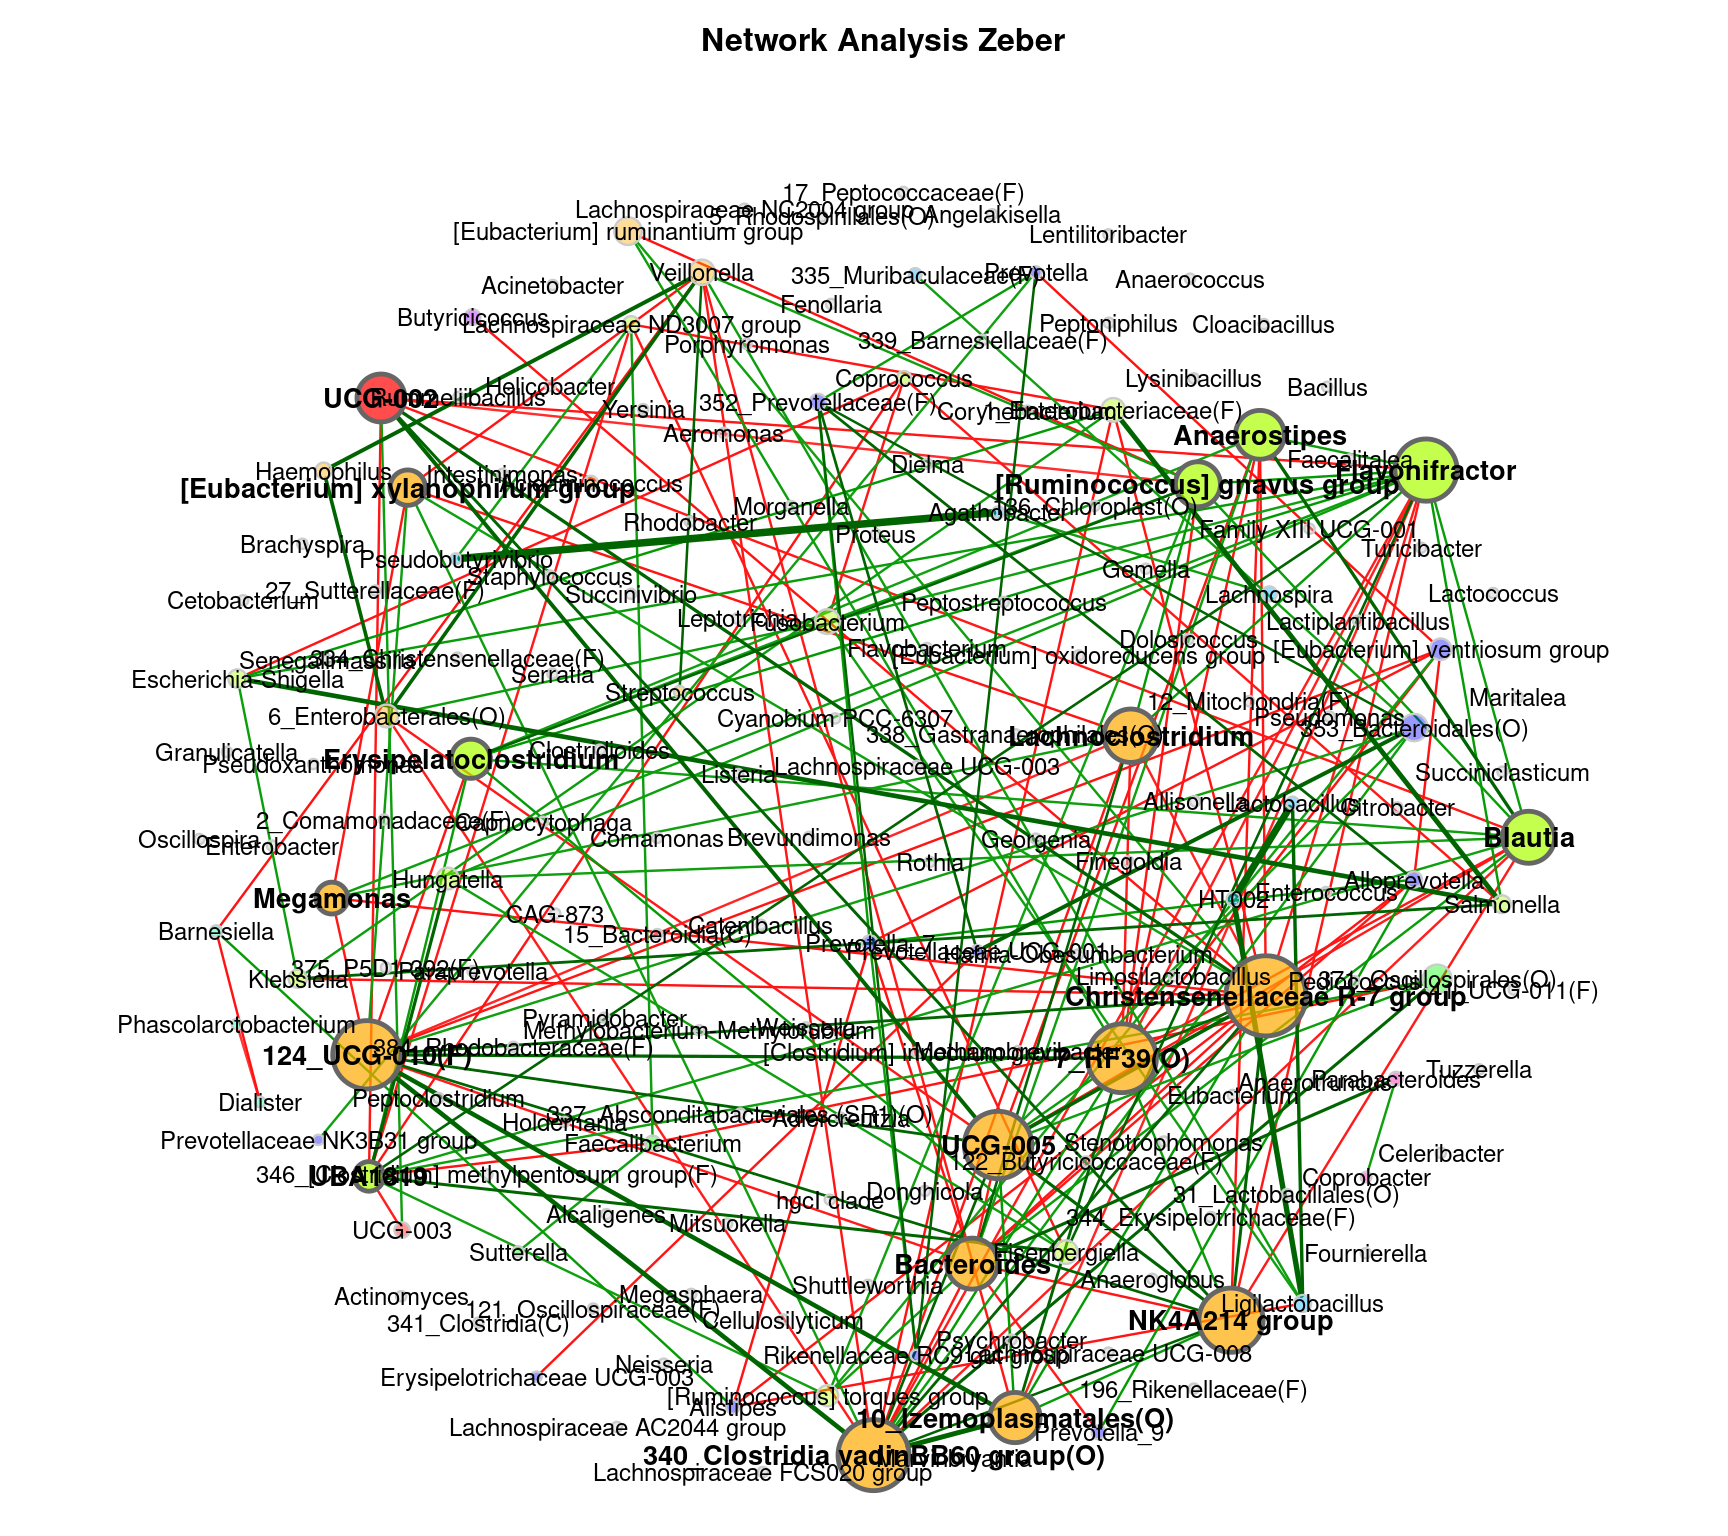 Network Analysis Zeber
17_Peptococcaceae(F)
Lachnospiraceae NC2004 group
5_Rhodospirillales(O)
Angelakisella
[Eubacterium] ruminantium group
Lentilitoribacter
Veillonella
335_Muribaculaceae(F)
Prevotella
Anaerococcus
Acinetobacter
Fenollaria
Butyricicoccus
Lachnospiraceae ND3007 group
Peptoniphilus
Cloacibacillus
Porphyromonas
339_Barnesiellaceae(F)
Coprococcus
Lysinibacillus
Bacillus
Helicobacter
UCG-002
Rummeliibacillus
352_Prevotellaceae(F)
Yersinia
Corynebacterium
1_Enterobacteriaceae(F)
Aeromonas
Anaerostipes
Faecalitalea
Dielma
Haemophilus
Intestinimonas
Flavonifractor
Acidaminococcus
[Eubacterium] xylanophilum group
[Ruminococcus] gnavus group
Morganella
136_Chloroplast(O)
Agathobacter
Rhodobacter
Family XIII UCG-001
Proteus
Brachyspira
Turicibacter
Pseudobutyrivibrio
Gemella
Staphylococcus
27_Sutterellaceae(F)
Succinivibrio
Lachnospira
Lactococcus
Cetobacterium
Peptostreptococcus
Leptotrichia
Fusobacterium
Lactiplantibacillus
Dolosicoccus
Flavobacterium
[Eubacterium] oxidoreducens group
[Eubacterium] ventriosum group
Senegalimassilia
334_Christensenellaceae(F)
Serratia
Escherichia-Shigella
Streptococcus
12_Mitochondria(F)
Maritalea
6_Enterobacterales(O)
Cyanobium PCC-6307
Pseudomonas
353_Bacteroidales(O)
338_Gastranaerophilales(O)
Lachnoclostridium
Granulicatella
Clostridioides
Erysipelatoclostridium
Pseudoxanthomonas
Listeria
Lachnospiraceae UCG-003
Succiniclasticum
Allisonella
Lactobacillus
Citrobacter
2_Comamonadaceae(F)
Capnocytophaga
Oscillospira
Enterobacter
Comamonas
Brevundimonas
Georgenia
Blautia
Rothia
Finegoldia
Hungatella
Alloprevotella
Megamonas
HT002
Enterococcus
Salmonella
CAG-873
Catenibacillus
Barnesiella
15_Bacteroidia(C)
Prevotella_7
Prevotellaceae UCG-001
Hafnia-Obesumbacterium
375_P5D1-392(F)
Paraprevotella
Klebsiella
Limosilactobacillus
Pediococcus
371_Oscillospirales(O)
UCG-011(F)
Christensenellaceae R-7 group
Phascolarctobacterium
Pyramidobacter
Methylobacterium-Methylorubrum
Weissella
124_UCG-010(F)
Rhodobacteraceae(F)
[Clostridium] innocuum group
Methanobrevibacter
7_RF39(O)
Tuzzerella
Parabacteroides
Anaerotruncus
Eubacterium
Dialister
Peptoclostridium
337_Absconditabacteriales (SR1)(O)
Adlercreutzia
Holdemania
Prevotellaceae NK3B31 group
Faecalibacterium
UCG-005
Stenotrophomonas
122_Butyricicoccaceae(F)
Celeribacter
346_[Clostridium] methylpentosum group(F)
UBA1819
Coprobacter
Donghicola
31_Lactobacillales(O)
hgcI clade
Alcaligenes
Mitsuokella
344_Erysipelotrichaceae(F)
UCG-003
Sutterella
Eisenbergiella
Fournierella
Bacteroides
Anaeroglobus
Shuttleworthia
Actinomyces
Megasphaera
121_Oscillospiraceae(F)
Ligilactobacillus
341_Clostridia(C)
Cellulosilyticum
NK4A214 group
Psychrobacter
Rikenellaceae RC9 gut group
Lachnospiraceae UCG-008
Neisseria
Erysipelotrichaceae UCG-003
196_Rikenellaceae(F)
[Ruminococcus] torques group
Alistipes
10_Izemoplasmatales(O)
Lachnospiraceae AC2044 group
Prevotella_9
340_Clostridia vadinBB60 group(O)
Marvinbryantia
Lachnospiraceae FCS020 group